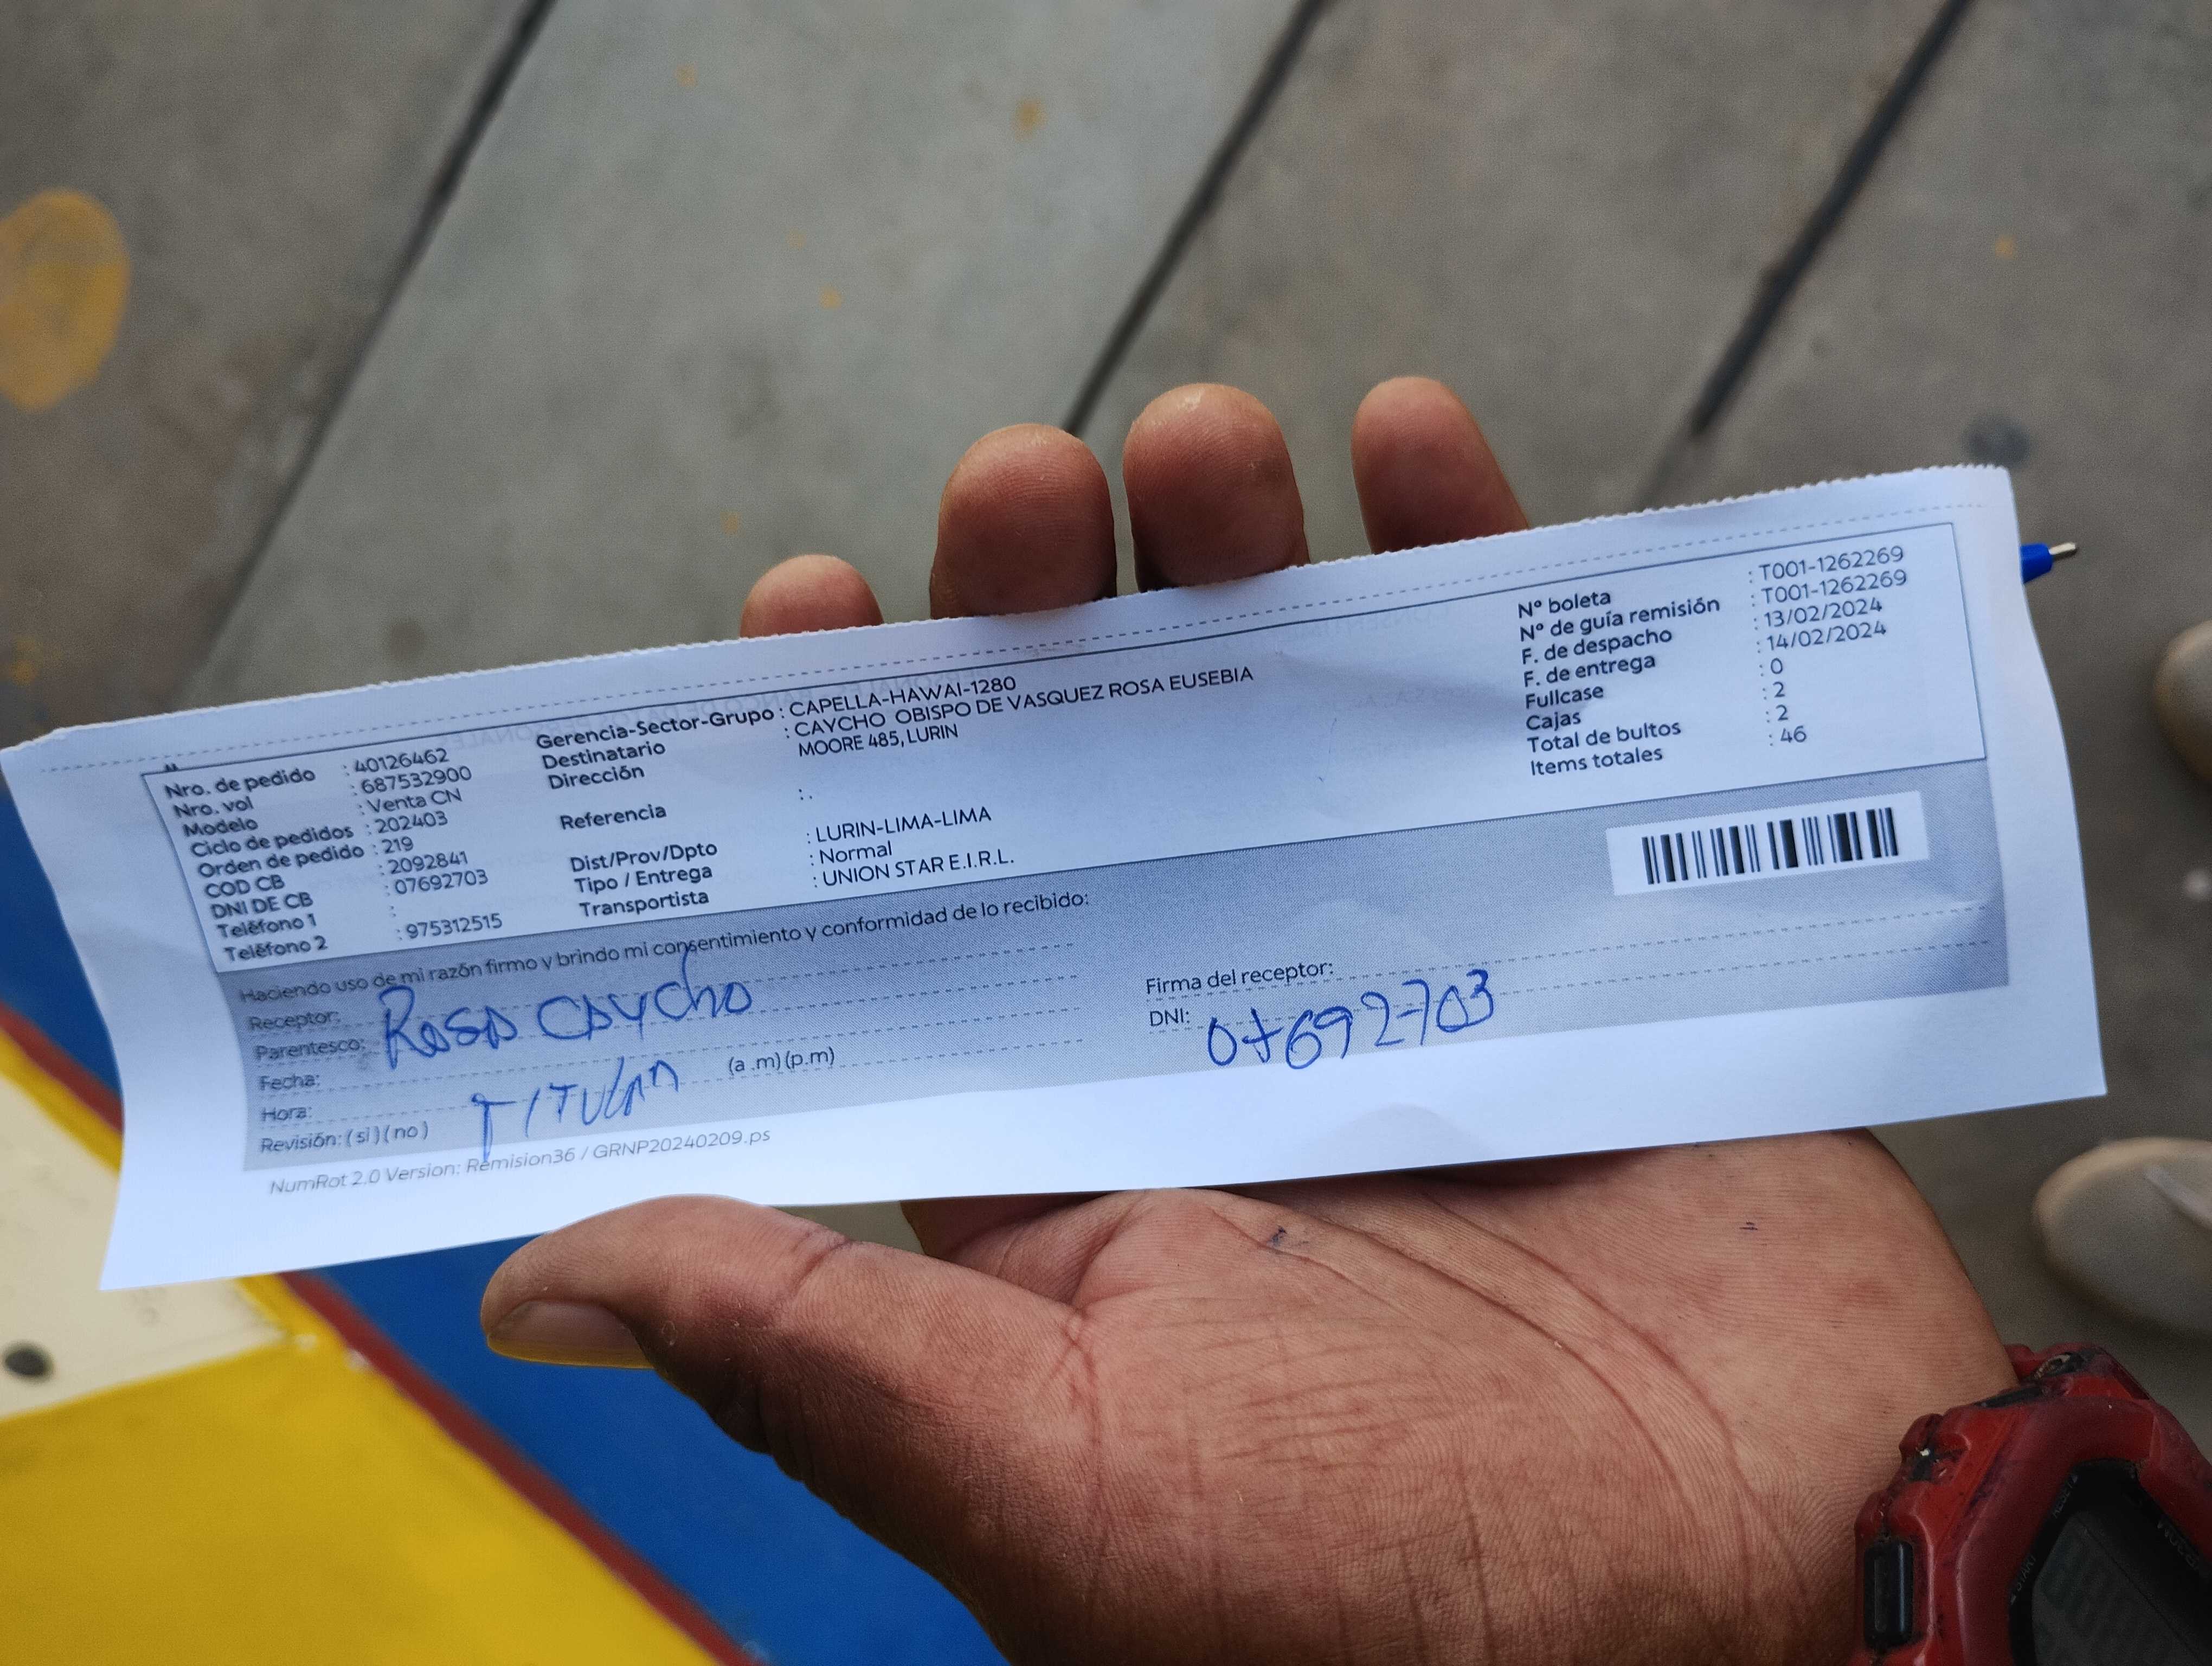 Nro. de pedido : 40126462
Nro. vol : 687532900
Modelo : Venta CN
Ciclo de pedidos : 202403
Orden de pedido : 219
COD CB : 2092841
DNI DE CB : 07692703
Teléfono 1 :
Teléfono 2 : 975312515
Gerencia-Sector-Grupo : CAPELLA-HAWAI-1280
Destinatario : CAYCHO OBISPO DE VASQUEZ ROSA EUSEBIA
Dirección MOORE 485, LURIN
Referencia : .
Dist/Prov/Dpto : LURIN-LIMA-LIMA
Tipo / Entrega : Normal
Transportista : UNION STAR E.I.R.L.
Nº boleta : T001-1262269
Nº de guía remisión : T001-1262269
F. de despacho : 13/02/2024
F. de entrega : 14/02/2024
Fullcase : 0
Cajas : 2
Total de bultos : 2
Items totales : 46
Haciendo uso de mi razón firmo y brindo mi consentimiento y conformidad de lo recibido:
Receptor: Rosa Caycho
Parentesco:
Fecha:
Hora: TITULAR (a .m) (p.m)
Revisión: ( si ) ( no )
Firma del receptor:
DNI: 07692703
NumRot 2.0 Version: Remision36 / GRNP20240209.ps